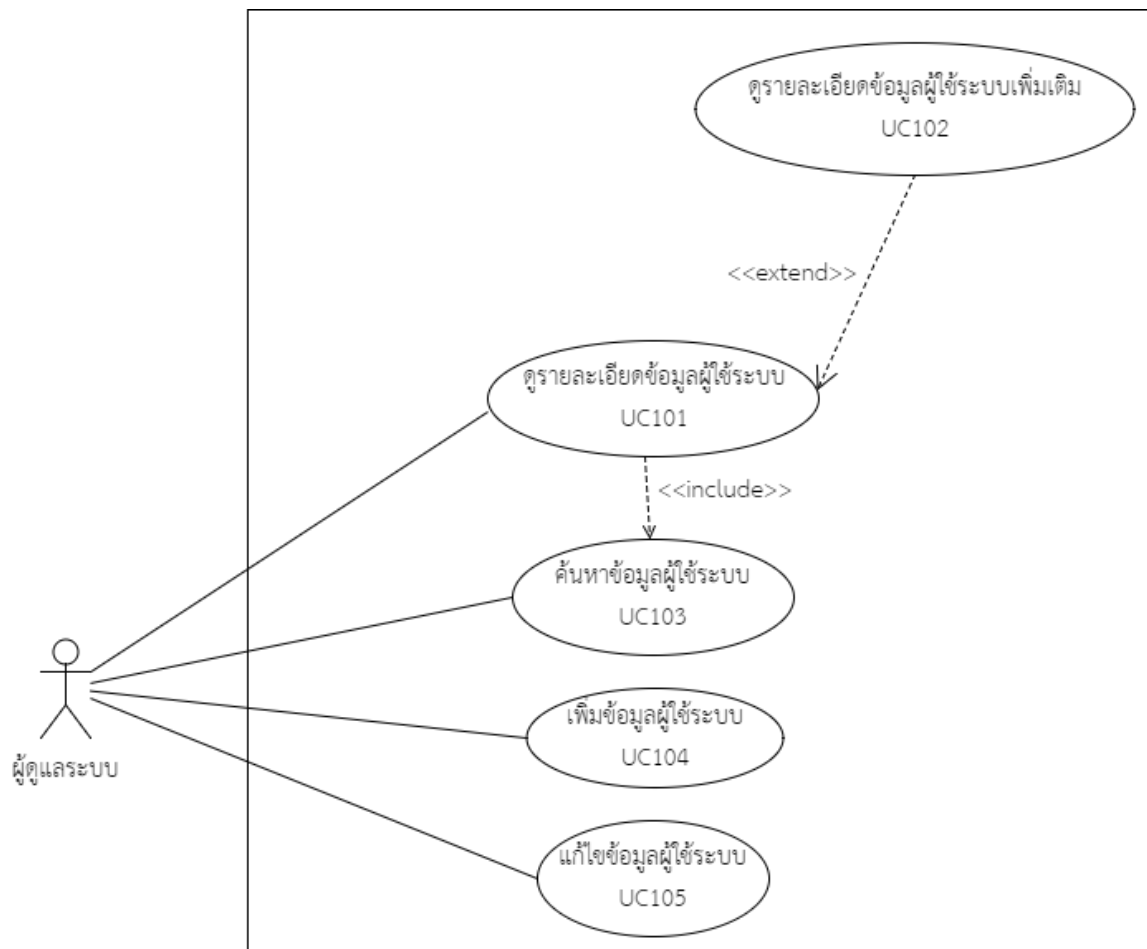 ดูรายละเอียดข้อมูลผู้ใช้ระบบเพิ่มเติม
UC102
<<extend>>
ดูรายละเอียดข้อมูลผู้ใช้ระบบ
UC101
<<include>>
ค้นหาข้อมูลผู้ใช้ระบบ
UC103
เพิ่มข้อมูลผู้ใช้ระบบ
UC104
ผู้ดูแลระบบ
แก้ไขข้อมูลผู้ใช้ระบบ
UC105